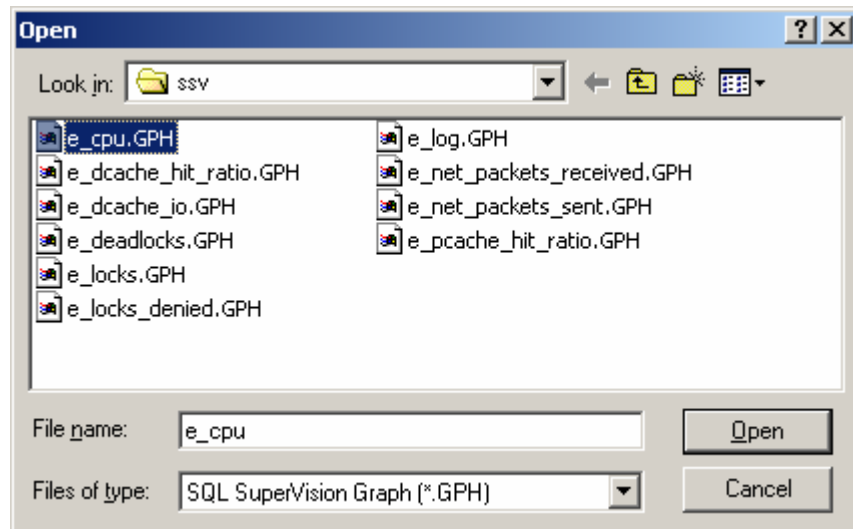 Open
Look in: ssv
e_cpu.GPH
e_dcache_hit_ratio.GPH
e_dcache_io.GPH
e_deadlocks.GPH
e_locks.GPH
e_locks_denied.GPH
e_log.GPH
e_net_packets_received.GPH
e_net_packets_sent.GPH
e_pcache_hit_ratio.GPH
File name: e_cpu Open
Files of type: SQL SuperVision Graph (*.GPH) Cancel